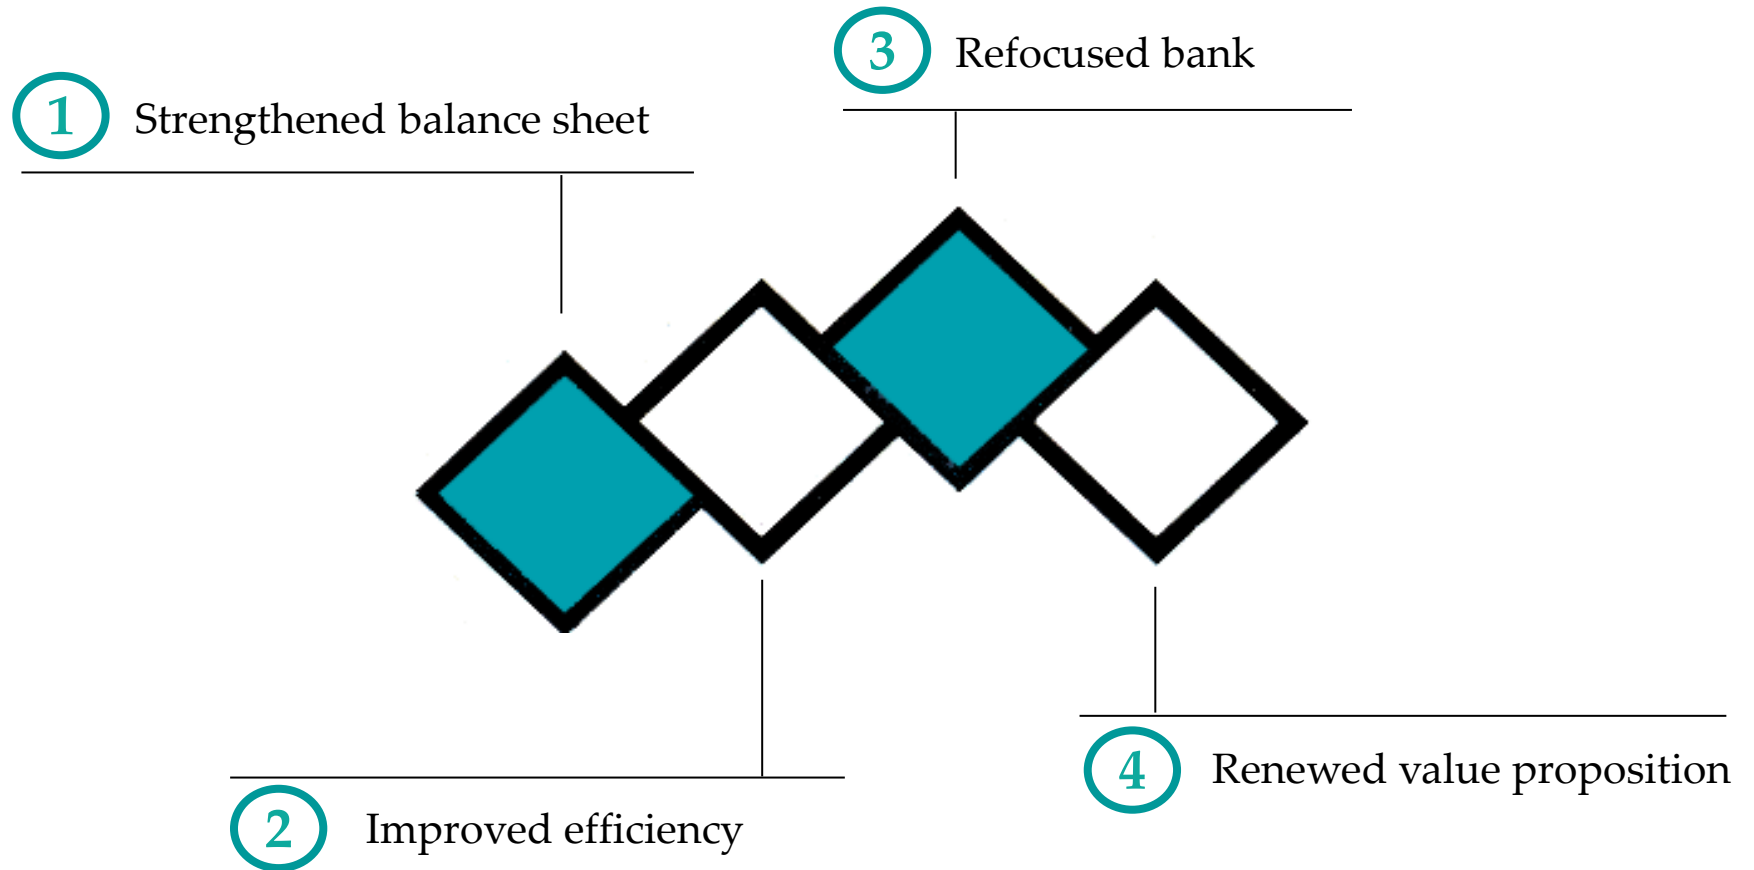 1 Strengthened balance sheet
2 Improved efficiency
3 Refocused bank
4 Renewed value proposition